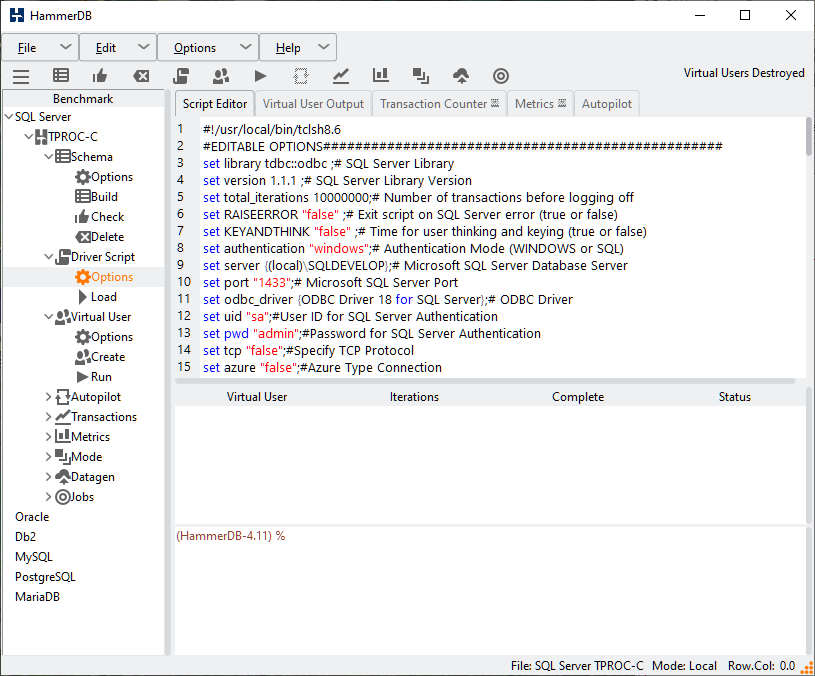 HammerDB
File Edit Options Help
Virtual Users Destroyed
Benchmark
SQL Server
TPROC-C
Schema
Options
Build
Check
Delete
Driver Script
Options
Load
Virtual User
Options
Create
Run
Autopilot
Transactions
Metrics
Mode
Datagen
Jobs
Oracle
Db2
MySQL
PostgreSQL
MariaDB
Script Editor Virtual User Output Transaction Counter Metrics Autopilot
1 #!/usr/local/bin/tclsh8.6
2 #EDITABLE OPTIONS##################################################
3 set library tdbc::odbc ;# SQL Server Library
4 set version 1.1.1 ;# SQL Server Library Version
5 set total_iterations 10000000;# Number of transactions before logging off
6 set RAISEERROR "false" ;# Exit script on SQL Server error (true or false)
7 set KEYANDTHINK "false" ;# Time for user thinking and keying (true or false)
8 set authentication "windows";# Authentication Mode (WINDOWS or SQL)
9 set server {(local)\SQLDEVELOP};# Microsoft SQL Server Database Server
10 set port "1433";# Microsoft SQL Server Port
11 set odbc_driver {ODBC Driver 18 for SQL Server};# ODBC Driver
12 set uid "sa";#User ID for SQL Server Authentication
13 set pwd "admin";#Password for SQL Server Authentication
14 set tcp "false";#Specify TCP Protocol
15 set azure "false";#Azure Type Connection
Virtual User Iterations Complete Status
(HammerDB-4.11) %
File: SQL Server TPROC-C Mode: Local Row.Col: 0.0